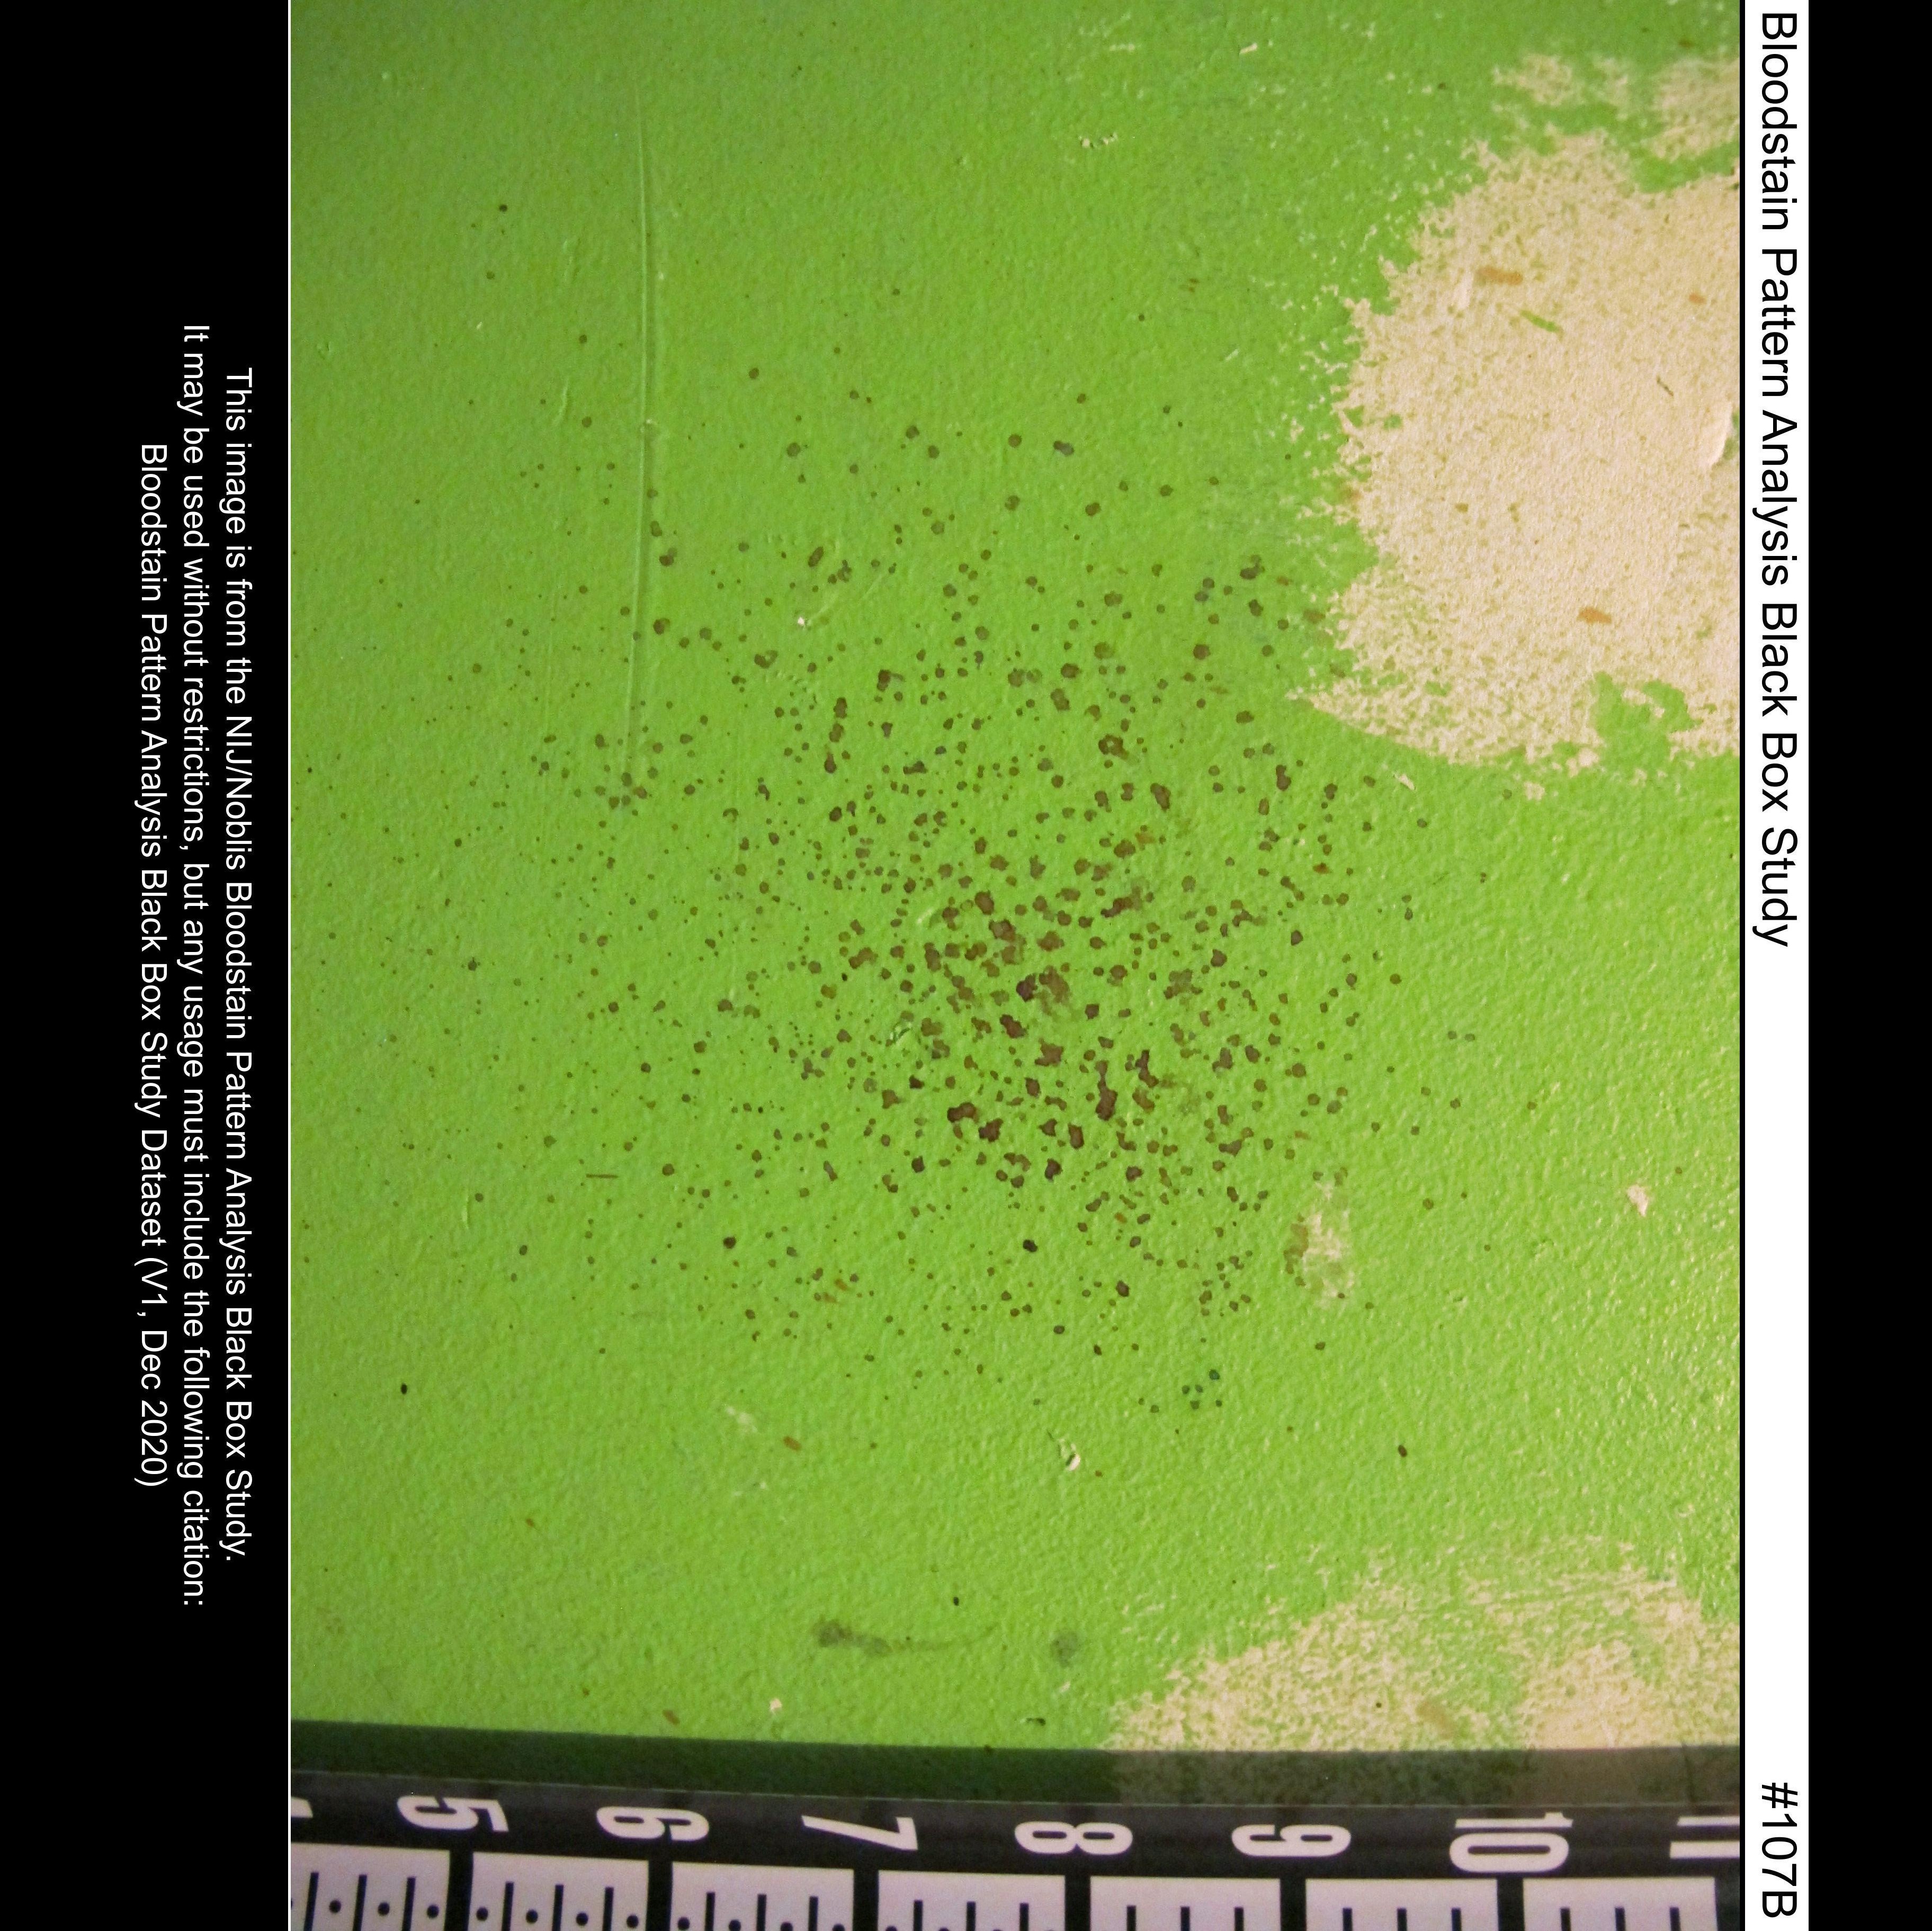 Bloodstain Pattern Analysis Black Box Study #107B
5 6 7 8 9 10 11
This image is from the NIJ/Noblis Bloodstain Pattern Analysis Black Box Study.
It may be used without restrictions, but any usage must include the following citation:
Bloodstain Pattern Analysis Black Box Study Dataset (V1, Dec 2020)